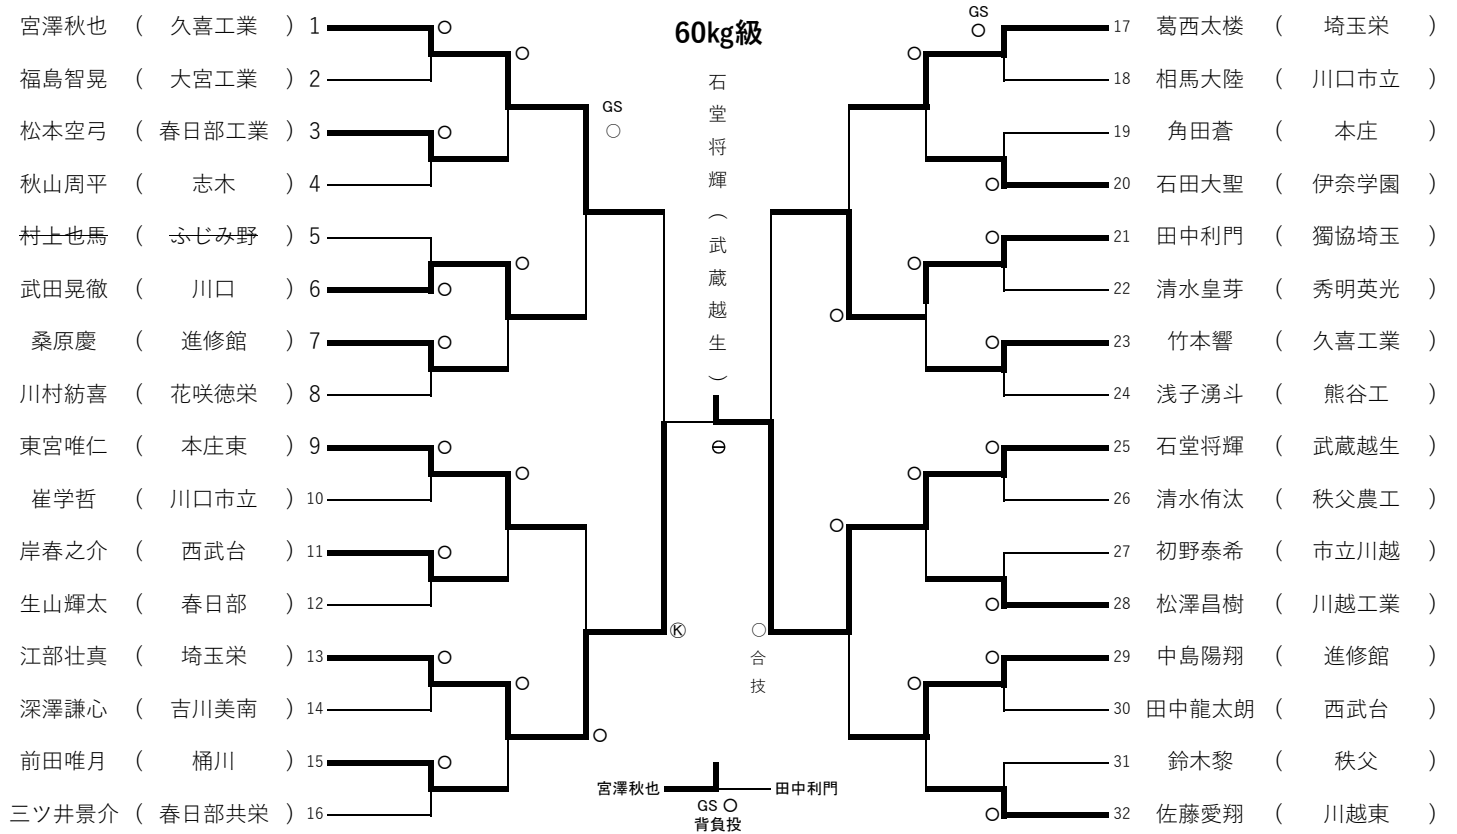 60kg級
宮澤秋也 ( 久喜工業 ) 1
福島智晃 ( 大宮工業 ) 2
松本空弓 ( 春日部工業 ) 3
秋山周平 ( 志木 ) 4
村上也馬 ( ふじみ野 ) 5
武田晃徹 ( 川口 ) 6
桑原慶 ( 進修館 ) 7
川村紡喜 ( 花咲徳栄 ) 8
東宮唯仁 ( 本庄東 ) 9
崔学哲 ( 川口市立 ) 10
岸春之介 ( 西武台 ) 11
生山輝太 ( 春日部 ) 12
江部壮真 ( 埼玉栄 ) 13
深澤謙心 ( 吉川美南 ) 14
前田唯月 ( 桶川 ) 15
三ツ井景介 ( 春日部共栄 ) 16
GS
○
石堂将輝（武蔵越生）
Ⓚ
○
合技
宮澤秋也
田中利門
GS ○
背負投
GS
○
17 葛西太楼 ( 埼玉栄 )
18 相馬大陸 ( 川口市立 )
19 角田蒼 ( 本庄 )
20 石田大聖 ( 伊奈学園 )
21 田中利門 ( 獨協埼玉 )
22 清水皇芽 ( 秀明英光 )
23 竹本響 ( 久喜工業 )
24 浅子湧斗 ( 熊谷工 )
25 石堂将輝 ( 武蔵越生 )
26 清水侑汰 ( 秩父農工 )
27 初野泰希 ( 市立川越 )
28 松澤昌樹 ( 川越工業 )
29 中島陽翔 ( 進修館 )
30 田中龍太朗 ( 西武台 )
31 鈴木黎 ( 秩父 )
32 佐藤愛翔 ( 川越東 )